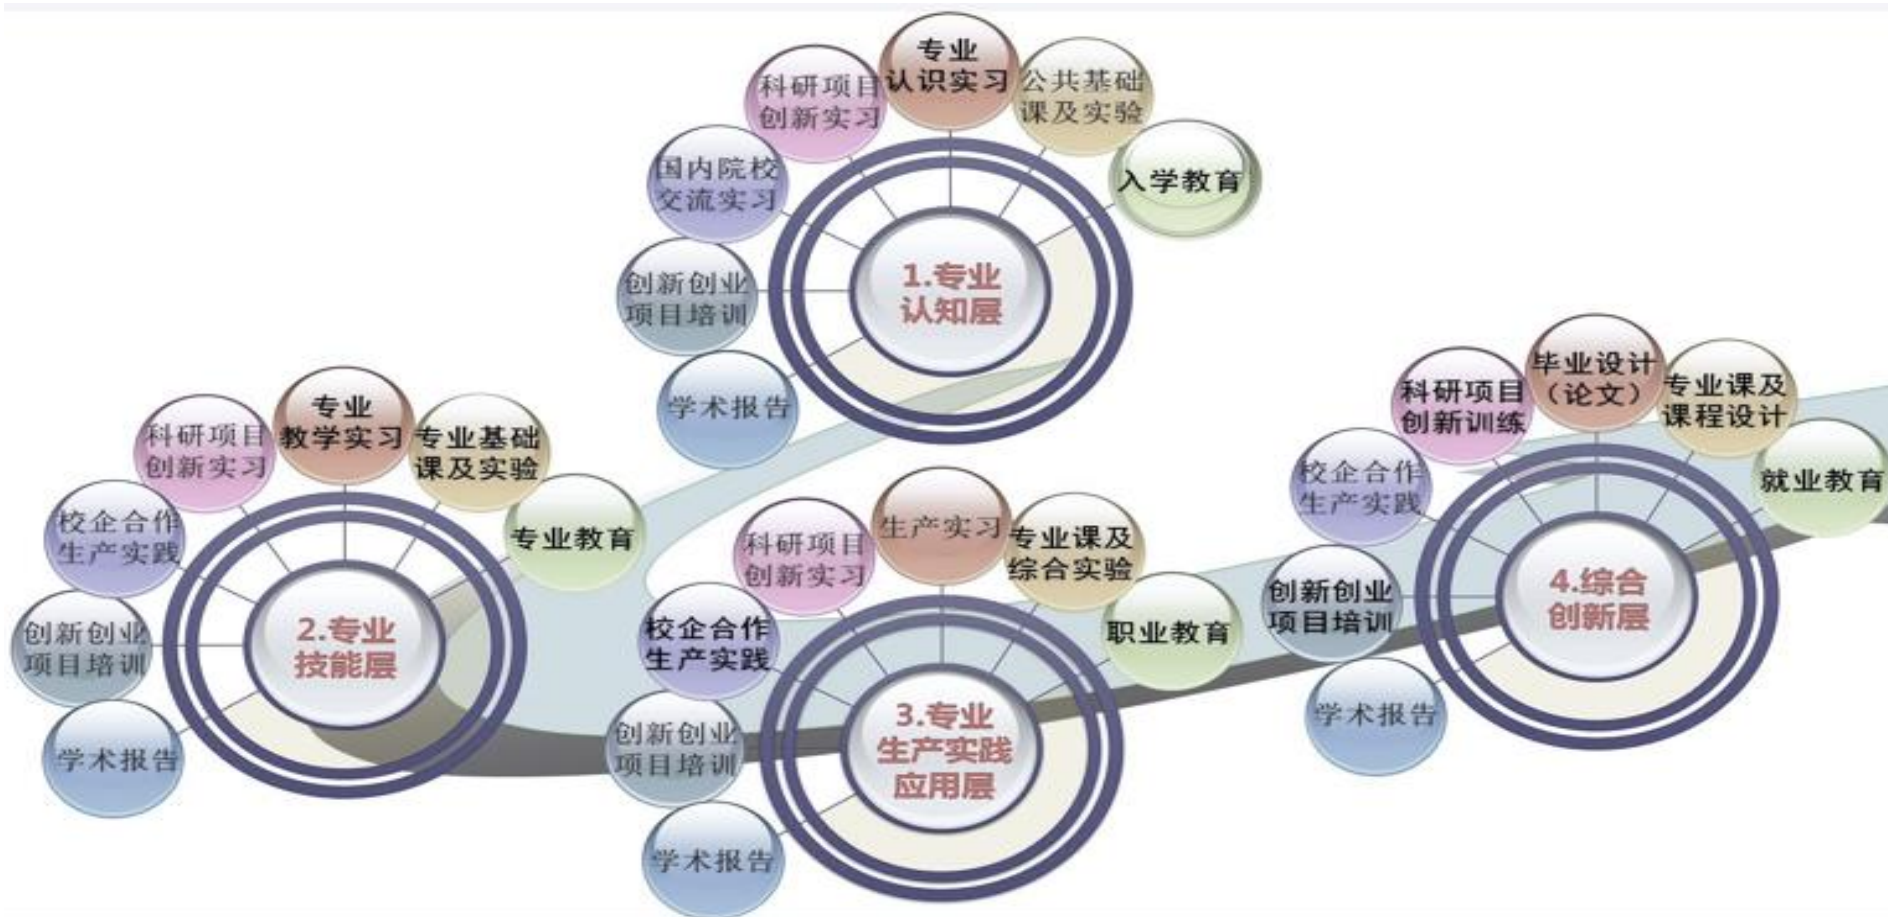 专业
认识实习
科研项目
创新实习
公共基础
课及实验
国内院校
交流实习
入学教育
创新创业
项目培训
1.专业
认知层
学术报告
专业
教学实习
科研项目
创新实习
专业基础
课及实验
校企合作
生产实践
专业教育
创新创业
项目培训
2.专业
技能层
学术报告
生产实习
科研项目
创新实习
专业课及
综合实验
校企合作
生产实践
职业教育
创新创业
项目培训
3.专业
生产实践
应用层
学术报告
毕业设计
（论文）
科研项目
创新训练
专业课及
课程设计
校企合作
生产实践
就业教育
创新创业
项目培训
4.综合
创新层
学术报告